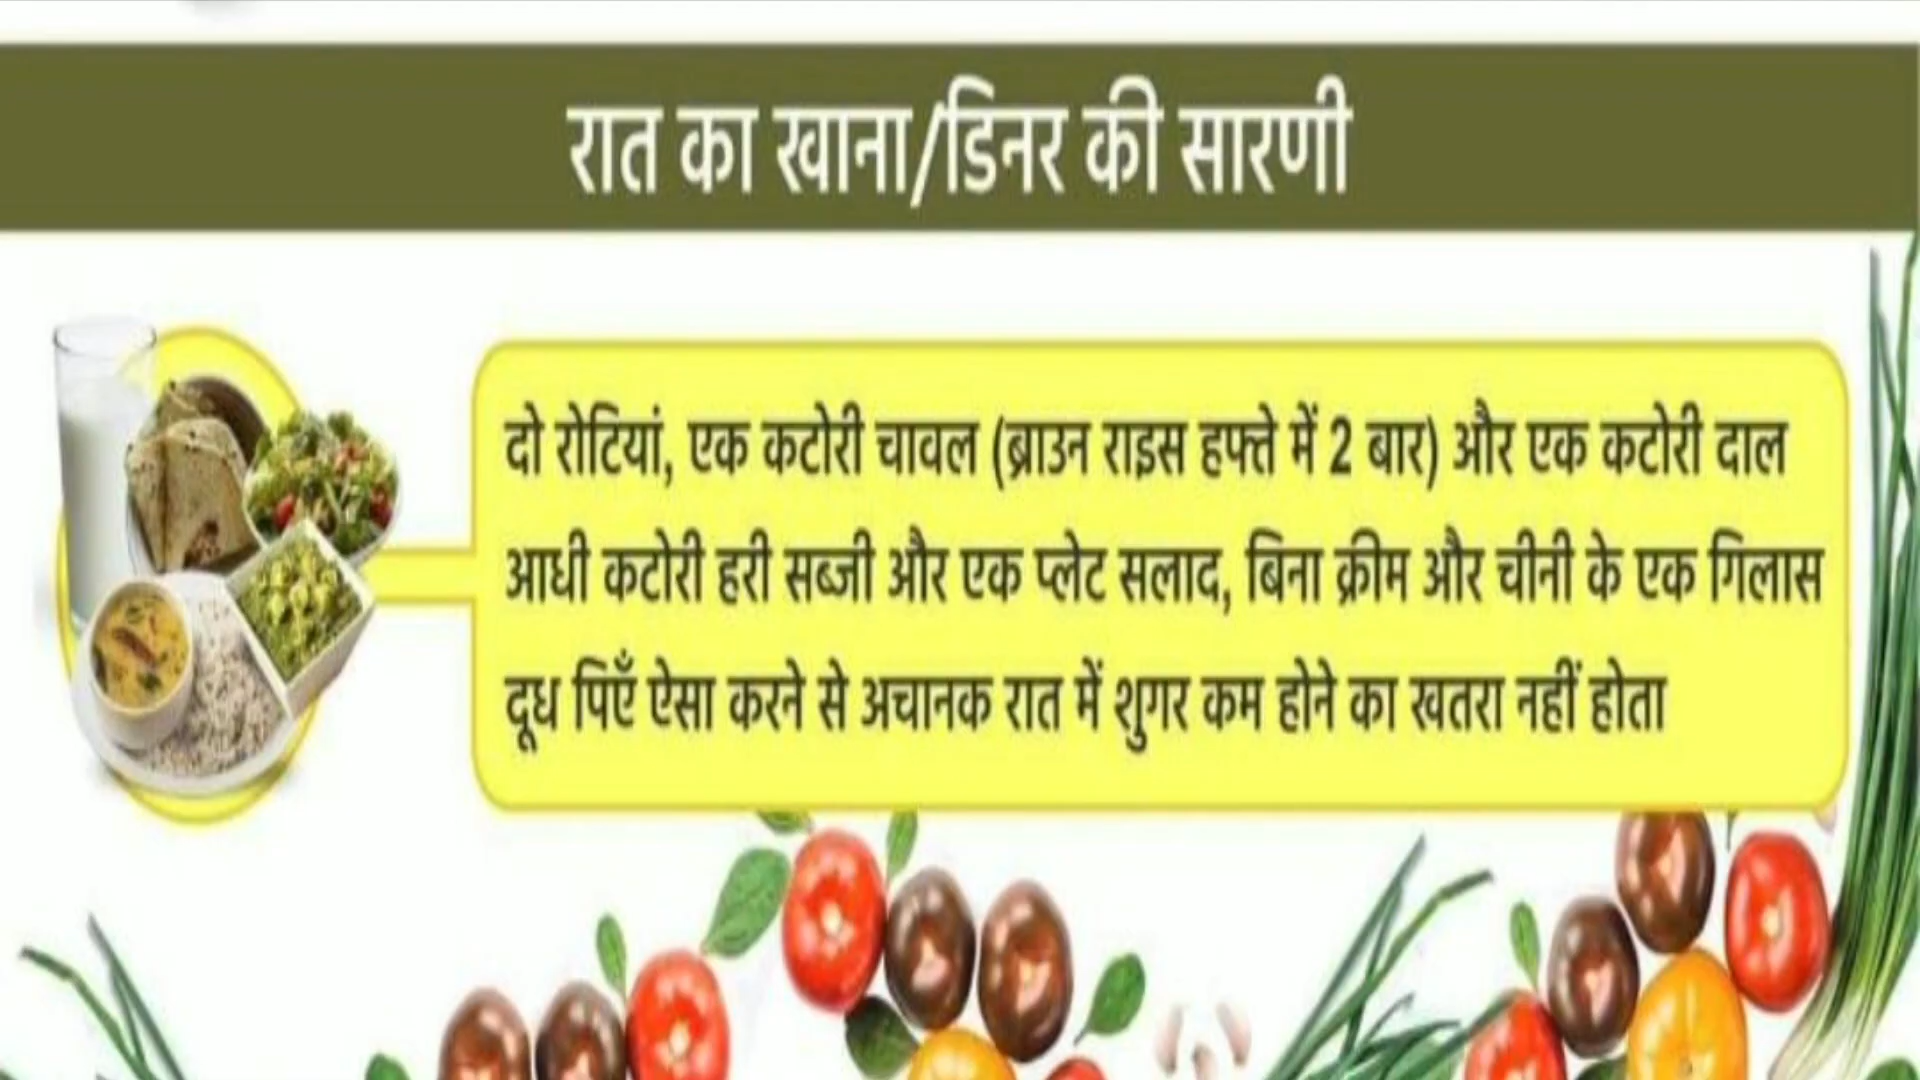 रात का खाना/डिनर की सारणी
दो रोटियां, एक कटोरी चावल (ब्राउन राइस हफ्ते में 2 बार) और एक कटोरी दाल
आधी कटोरी हरी सब्जी और एक प्लेट सलाद, बिना क्रीम और चीनी के एक गिलास
दूध पिएँ ऐसा करने से अचानक रात में शुगर कम होने का खतरा नहीं होता